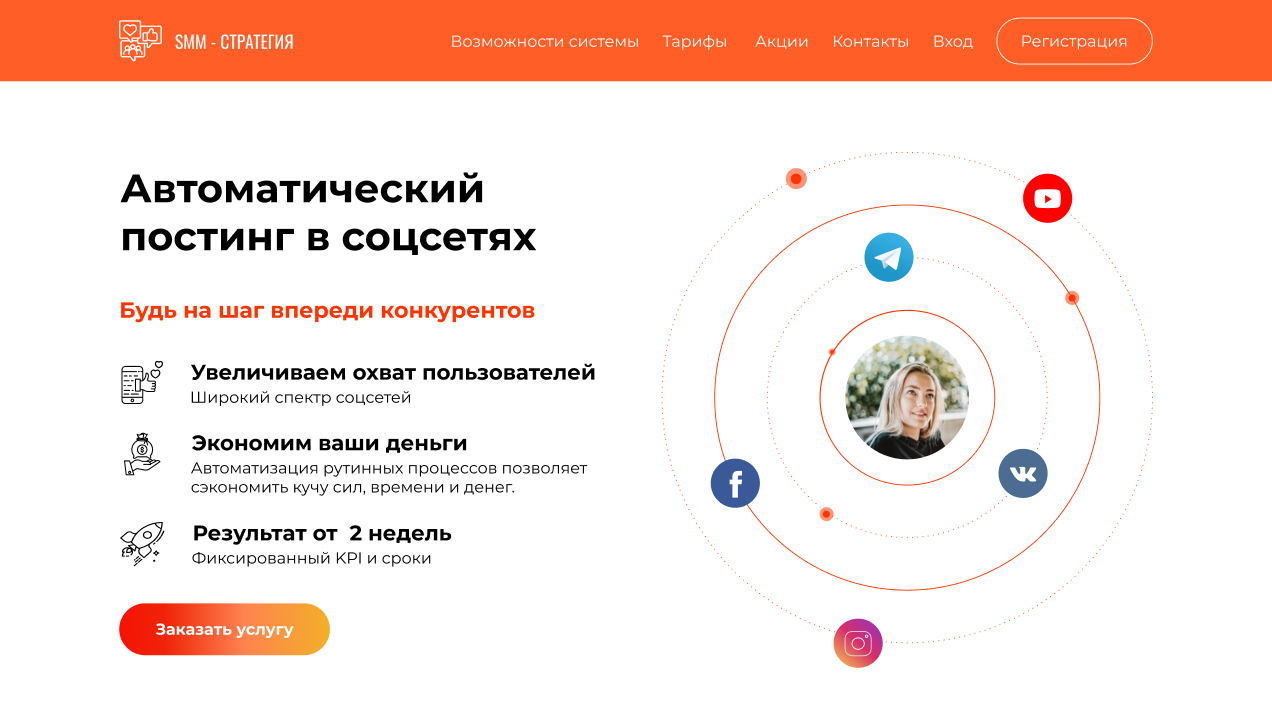 SMM - СТРАТЕГИЯ
Возможности системы
Тарифы
Акции
Контакты
Вход
Регистрация
Автоматический
постинг в соцсетях
Будь на шаг впереди конкурентов
Увеличиваем охват пользователей
Широкий спектр соцсетей
Экономим ваши деньги
Автоматизация рутинных процессов позволяет
сэкономить кучу сил, времени и денег.
Результат от 2 недель
Фиксированный KPI и сроки
Заказать услугу